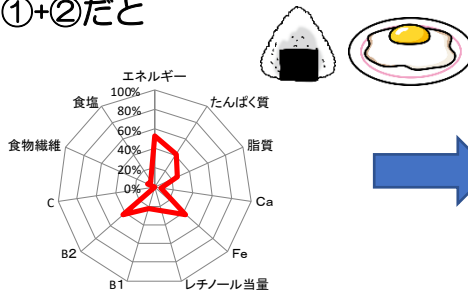 ①+②だと
エネルギー
たんぱく質
脂質
Ca
Fe
レチノール当量
B1
B2
C
食物繊維
食塩
100%
80%
60%
40%
20%
0%